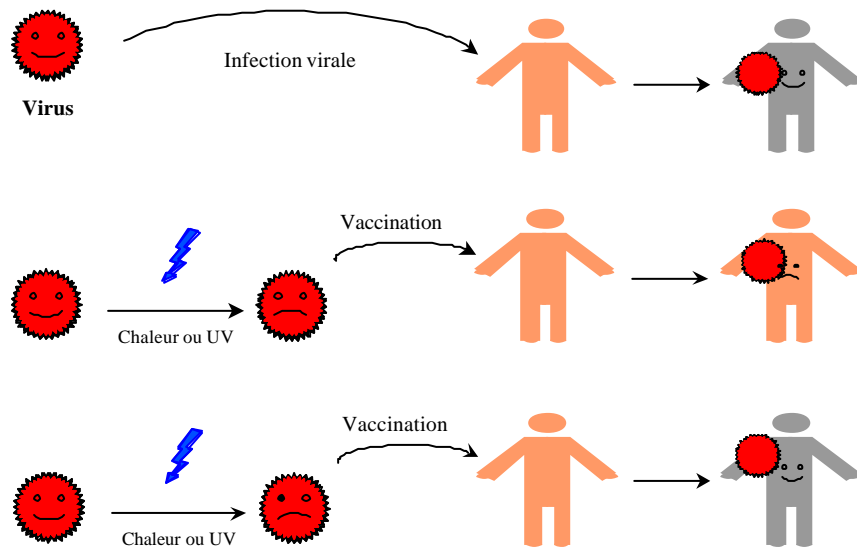 Infection virale
Virus
Vaccination
Chaleur ou UV
Vaccination
Chaleur ou UV